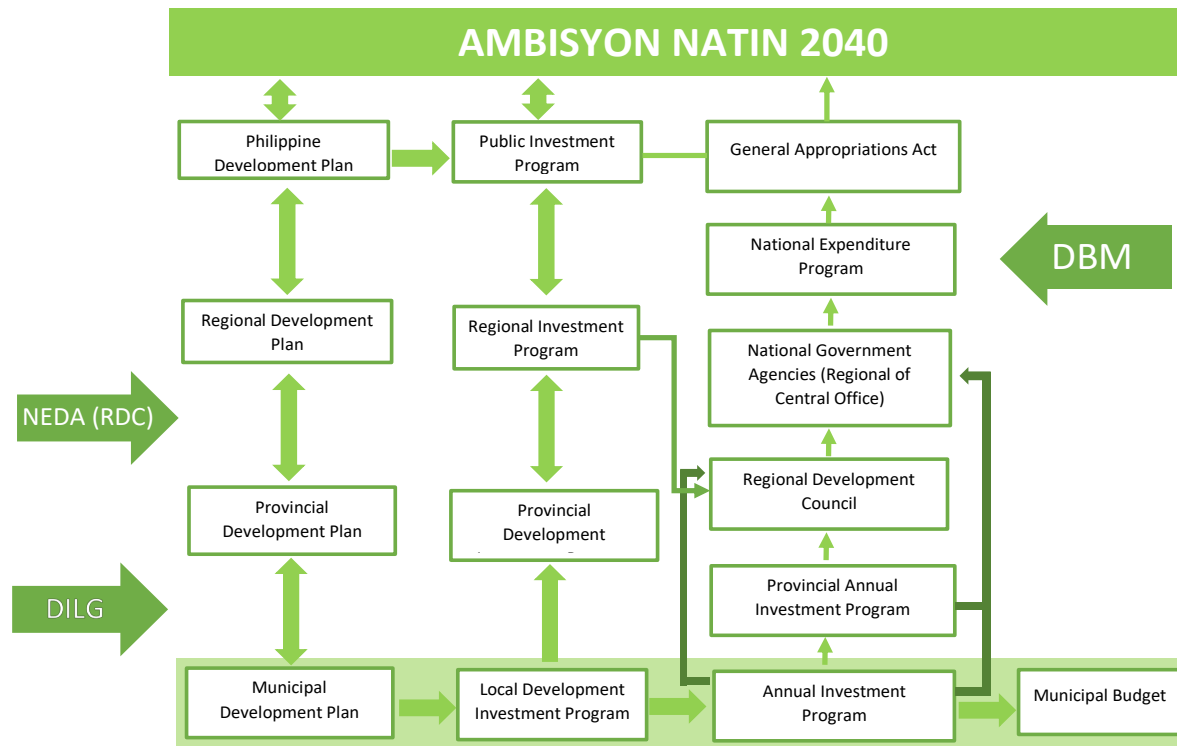 AMBISYON NATIN 2040
Philippine
Development Plan
Public Investment
Program
General Appropriations Act
National Expenditure
Program
DBM
Regional Development
Plan
Regional Investment
Program
National Government
Agencies (Regional of
Central Office)
NEDA (RDC)
Regional Development
Council
Provincial
Development Plan
Provincial
Development
Provincial Annual
Investment Program
DILG
Municipal
Development Plan
Local Development
Investment Program
Annual Investment
Program
Municipal Budget